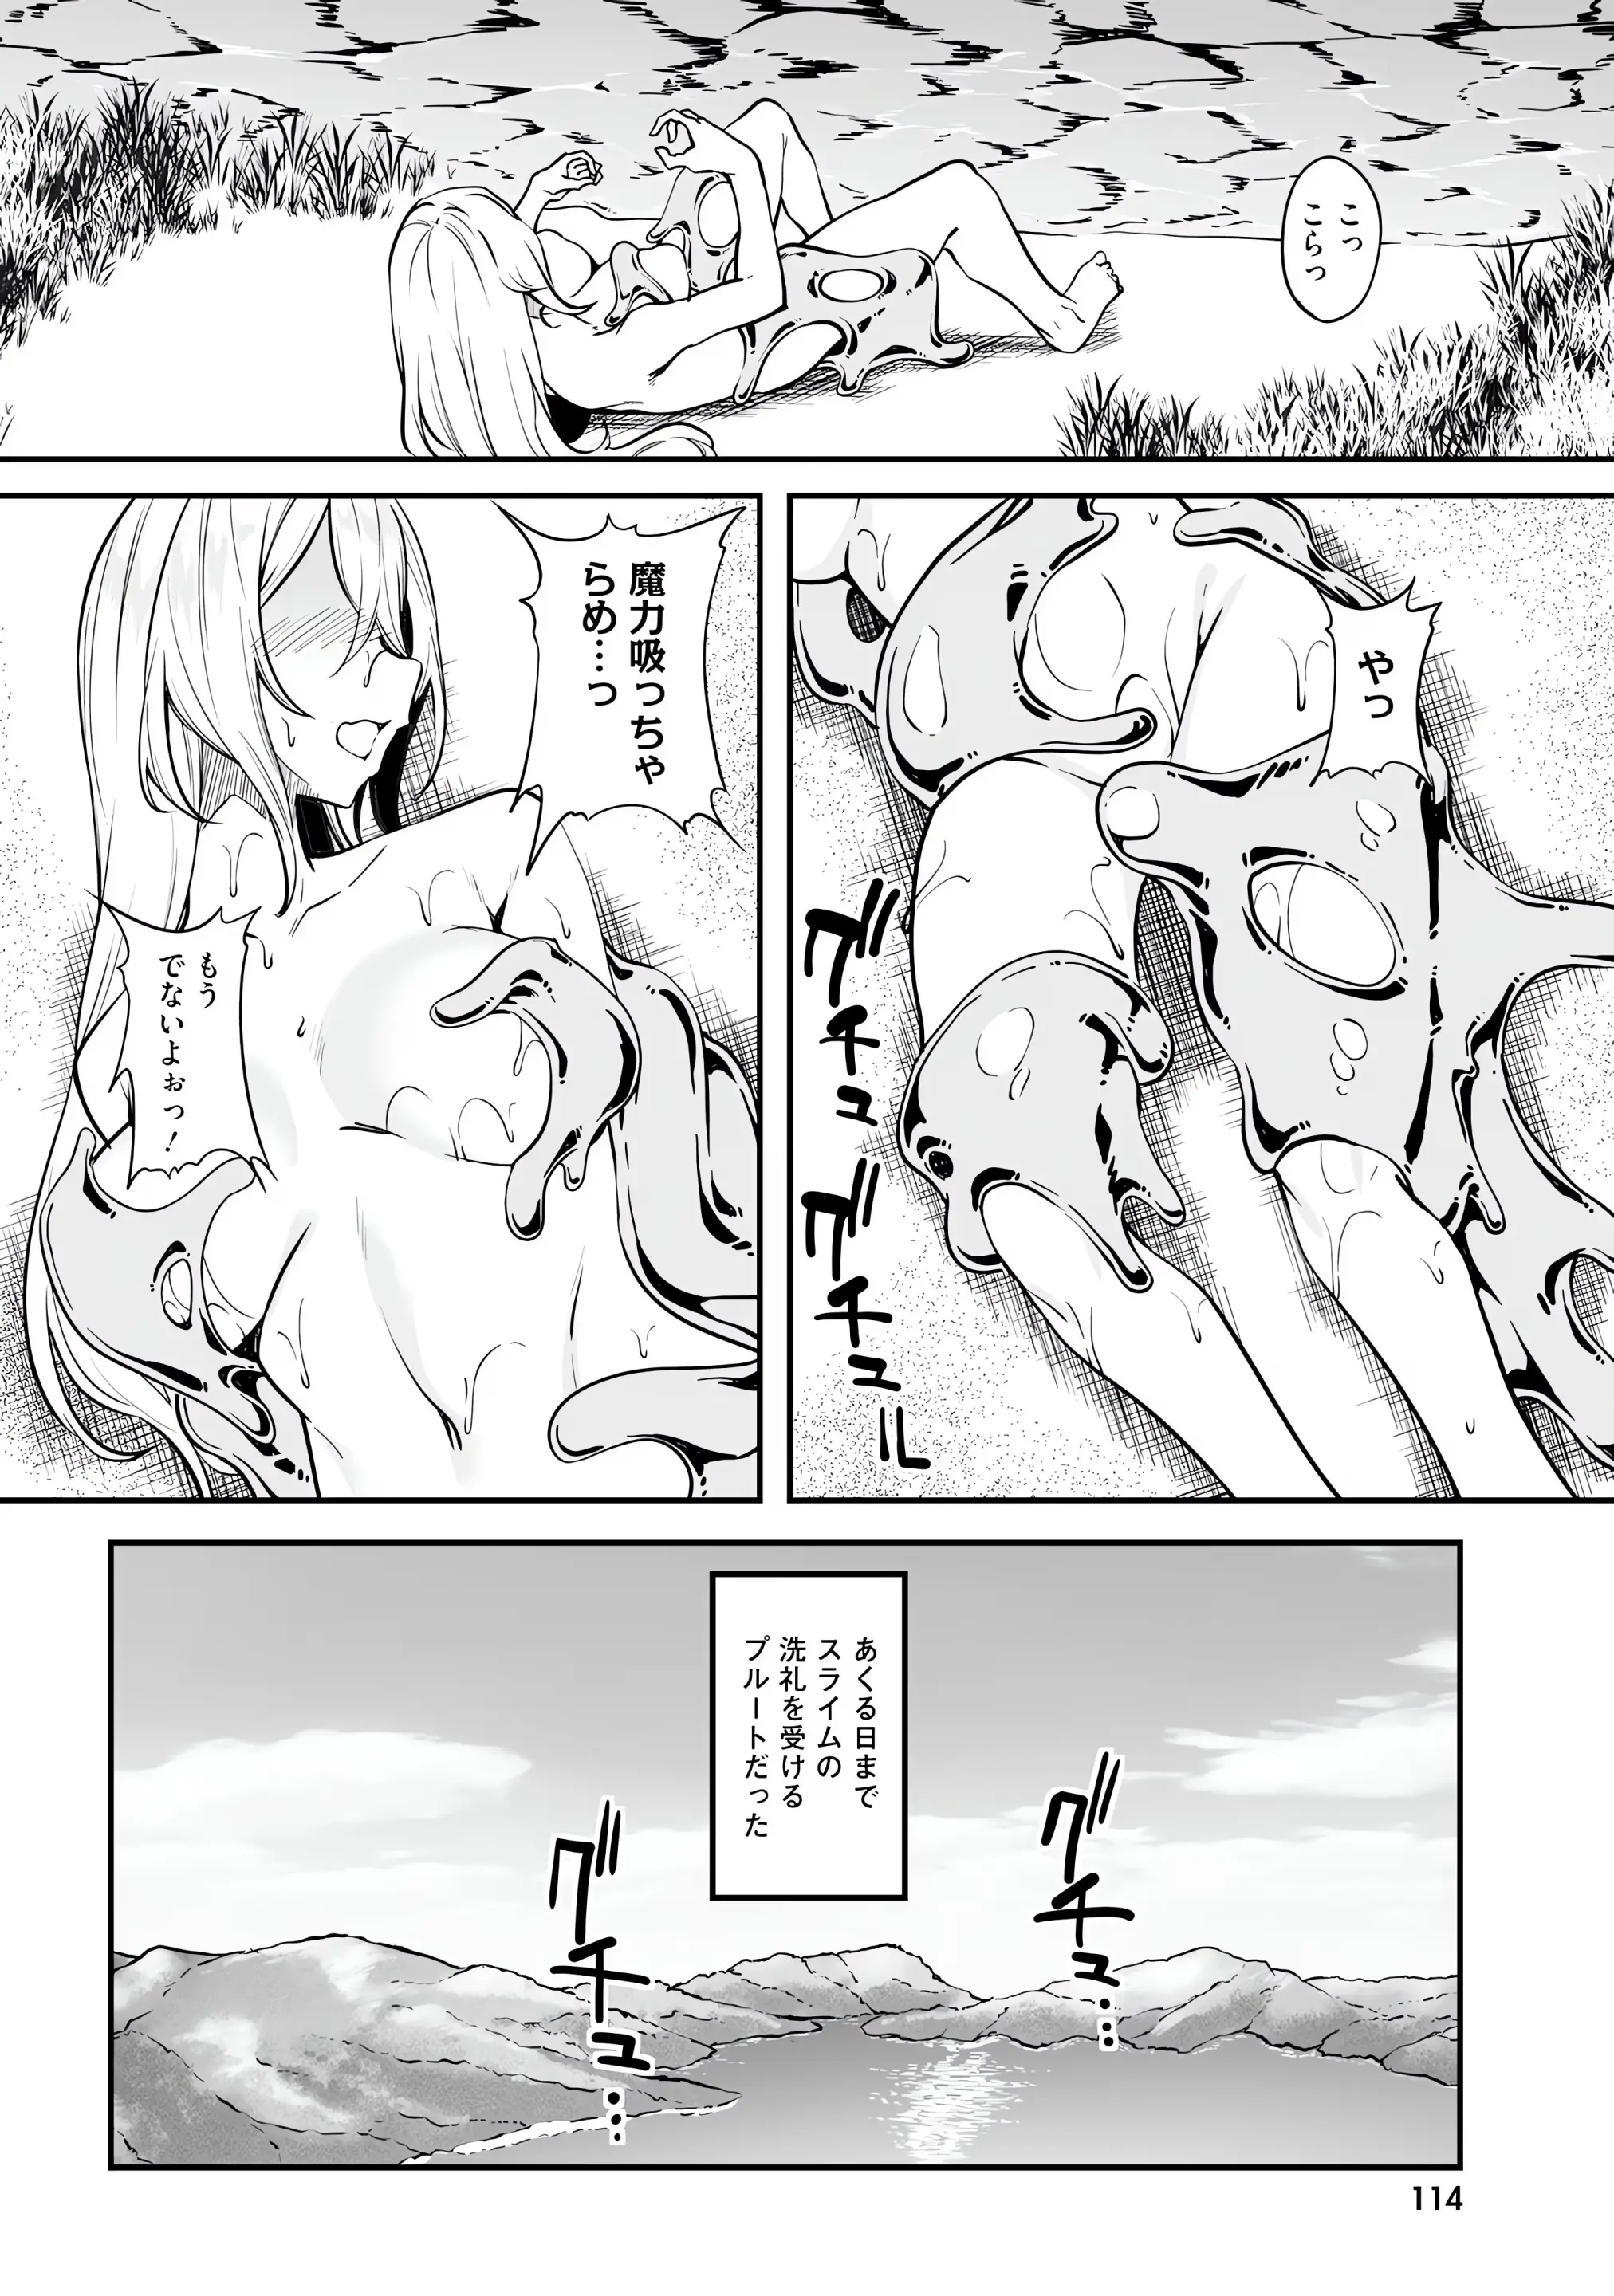 こっ
こらっ
やっ
グチュ
グチュル
魔力吸っちゃ
らめ…っ
もう
でないよぉっ！
あくる日まで
スライムの
洗礼を受ける
プルートだった
グチュ…
グチュ…
114